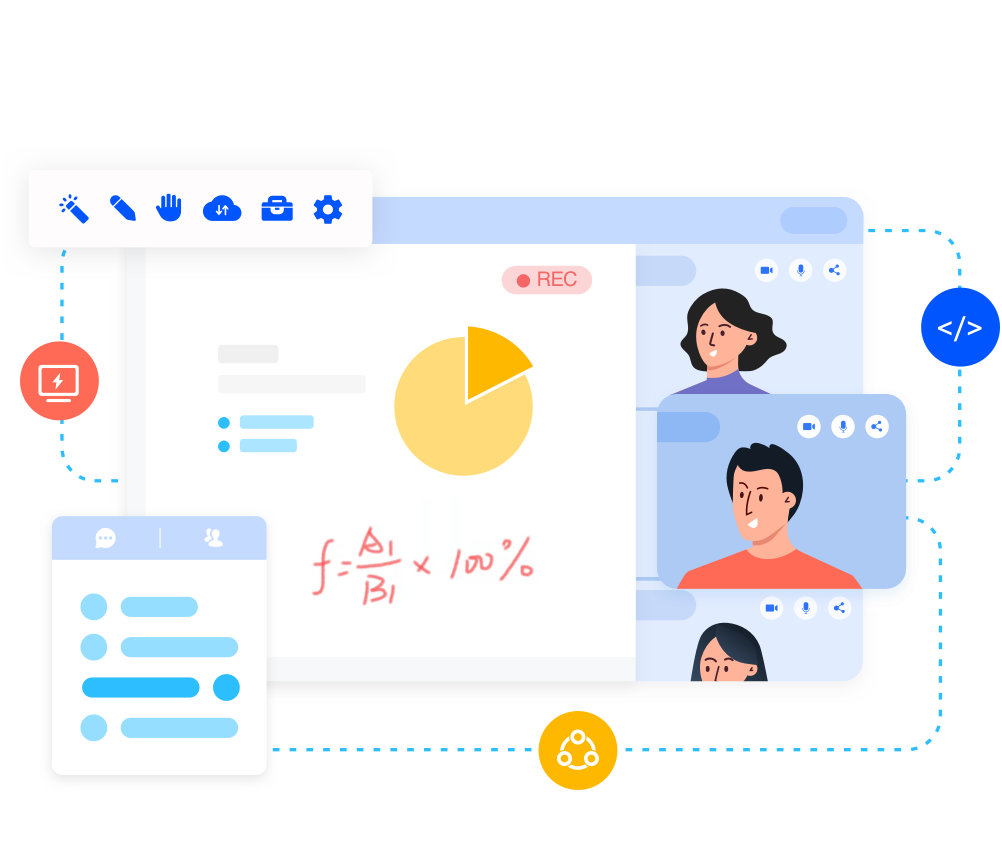 REC
</>
f = A1/B1 × 100%